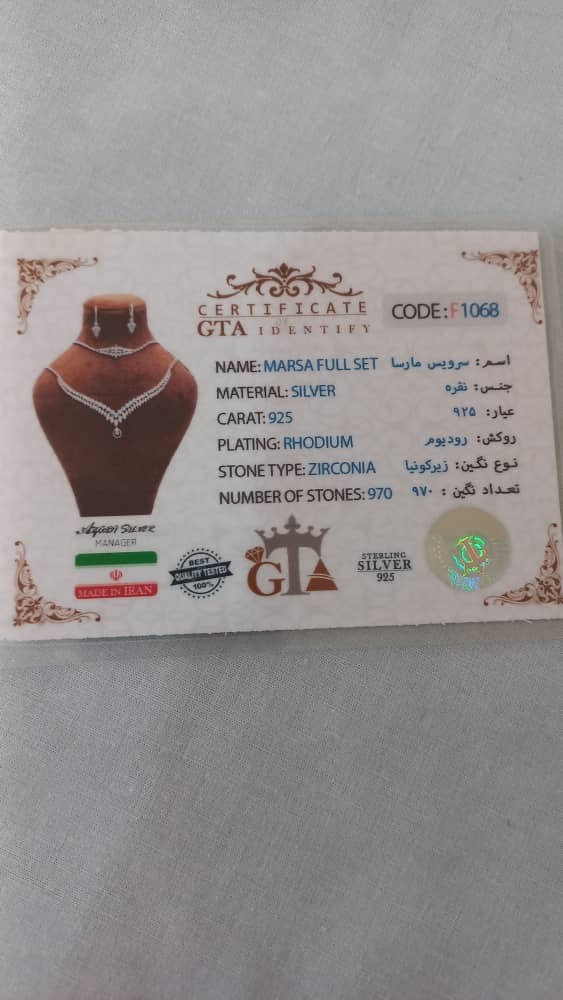 CERTIFICATE
GTA IDENTIFY
CODE: F1068
NAME: MARSA FULL SET اسم: سرویس مارسا
MATERIAL: SILVER جنس: نقره
CARAT: 925 عیار: ۹۲۵
PLATING: RHODIUM روکش: رودیوم
STONE TYPE: ZIRCONIA نوع نگین: زیرکونیا
NUMBER OF STONES: 970 تعداد نگین : ۹۷۰
MANAGER
MADE IN IRAN
BEST
QUALITY TESTED
100%
GTA
STERLING
SILVER
925